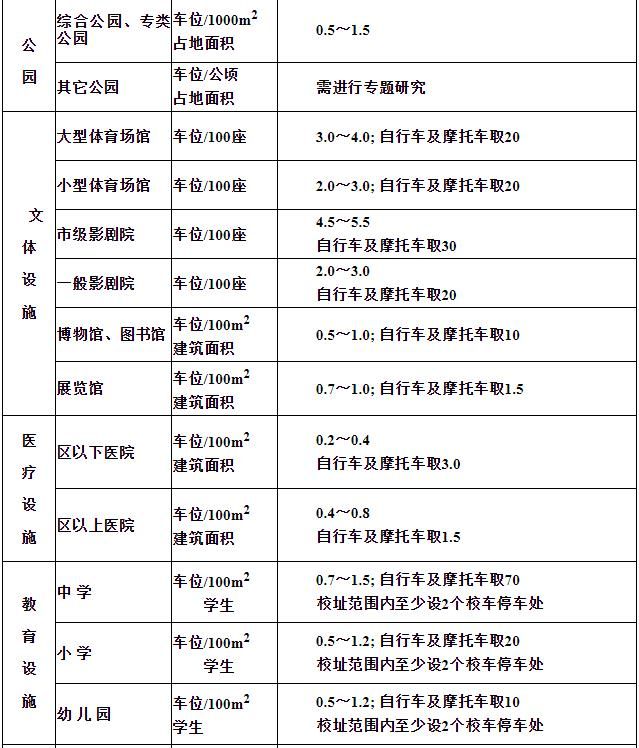 公园
综合公园、专类
公园
车位/1000m²
占地面积
0.5～1.5
其它公园
车位/公顷
占地面积
需进行专题研究
文体设施
大型体育场馆
车位/100座
3.0～4.0; 自行车及摩托车取20
小型体育场馆
车位/100座
2.0～3.0; 自行车及摩托车取20
市级影剧院
车位/100座
4.5～5.5
自行车及摩托车取30
一般影剧院
车位/100座
2.0～3.0
自行车及摩托车取20
博物馆、图书馆
车位/100m²
建筑面积
0.5～1.0; 自行车及摩托车取10
展览馆
车位/100m²
建筑面积
0.7～1.0; 自行车及摩托车取1.5
医疗设施
区以下医院
车位/100m²
建筑面积
0.2～0.4
自行车及摩托车取3.0
区以上医院
车位/100m²
建筑面积
0.4～0.8
自行车及摩托车取1.5
教育设施
中 学
车位/100m²
学生
0.7～1.5; 自行车及摩托车取70
校址范围内至少设2个校车停车处
小 学
车位/100m²
学生
0.5～1.2; 自行车及摩托车取20
校址范围内至少设2个校车停车处
幼 儿 园
车位/100m²
学生
0.5～1.2; 自行车及摩托车取10
校址范围内至少设2个校车停车处